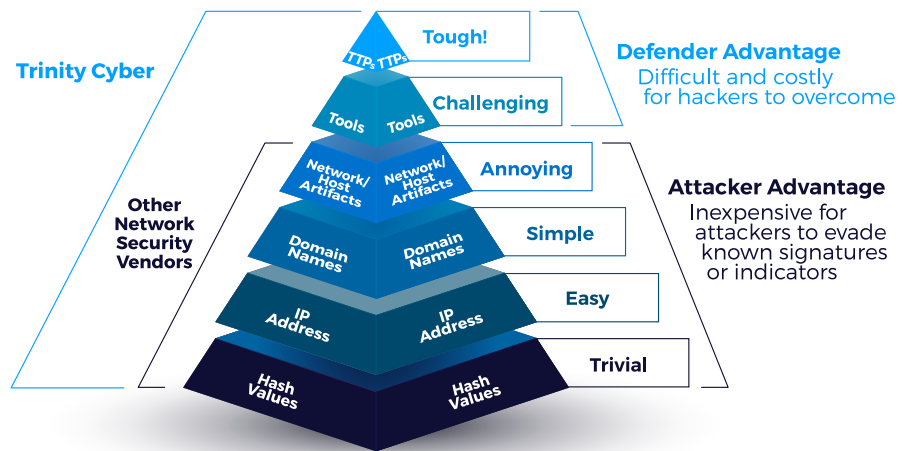 Trinity Cyber
Other
Network
Security
Vendors
TTPs TTPs
Tough!
Tools Tools
Challenging
Network/
Host
Artifacts
Network/
Host
Artifacts
Annoying
Domain
Names
Domain
Names
Simple
IP
Address
IP
Address
Easy
Hash
Values
Hash
Values
Trivial
Defender Advantage
Difficult and costly
for hackers to overcome
Attacker Advantage
Inexpensive for
attackers to evade
known signatures
or indicators